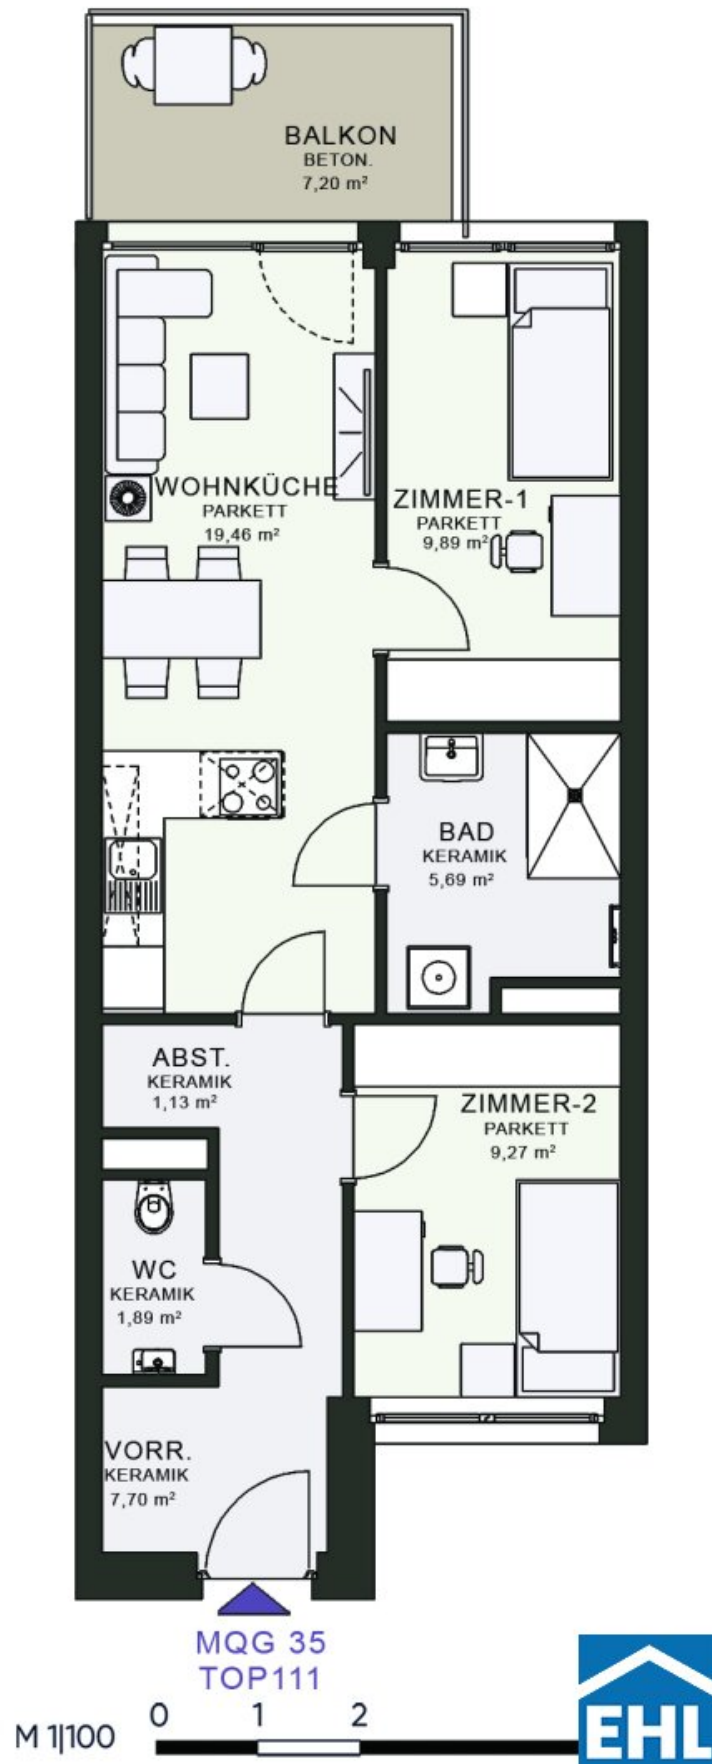 BALKON
BETON.
7,20 m²
WOHNKÜCHE
PARKETT
19,46 m²
ZIMMER-1
PARKETT
9,89 m²
BAD
KERAMIK
5,69 m²
ABST.
KERAMIK
1,13 m²
ZIMMER-2
PARKETT
9,27 m²
WC
KERAMIK
1,89 m²
VORR.
KERAMIK
7,70 m²
MQG 35
TOP111
M 1|100
0 1 2
EHL